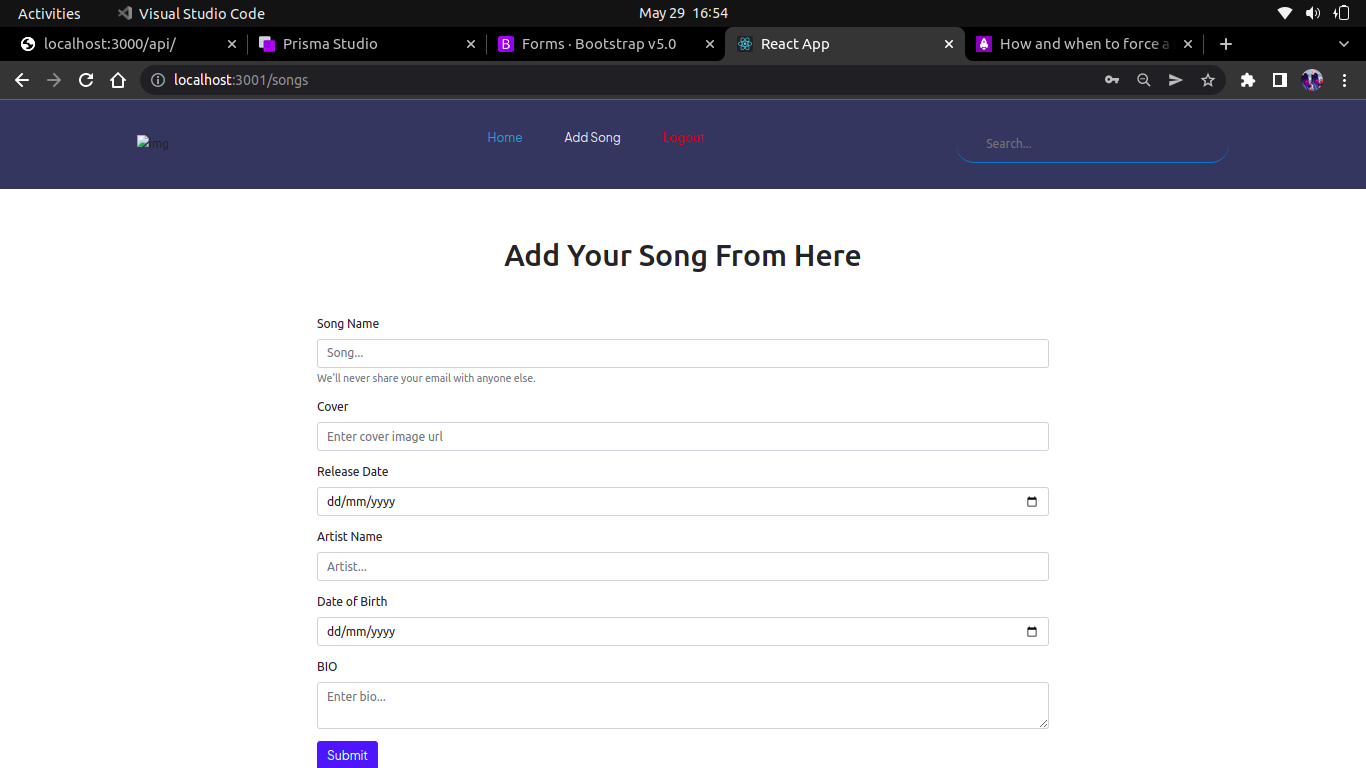 Activities Visual Studio Code May 29 16:54
localhost:3000/api/ Prisma Studio Forms · Bootstrap v5.0 React App How and when to force a
localhost:3001/songs
img Home Add Song Logout Search...
Add Your Song From Here
Song Name
Song...
We'll never share your email with anyone else.
Cover
Enter cover image url
Release Date
dd/mm/yyyy
Artist Name
Artist...
Date of Birth
dd/mm/yyyy
BIO
Enter bio...
Submit